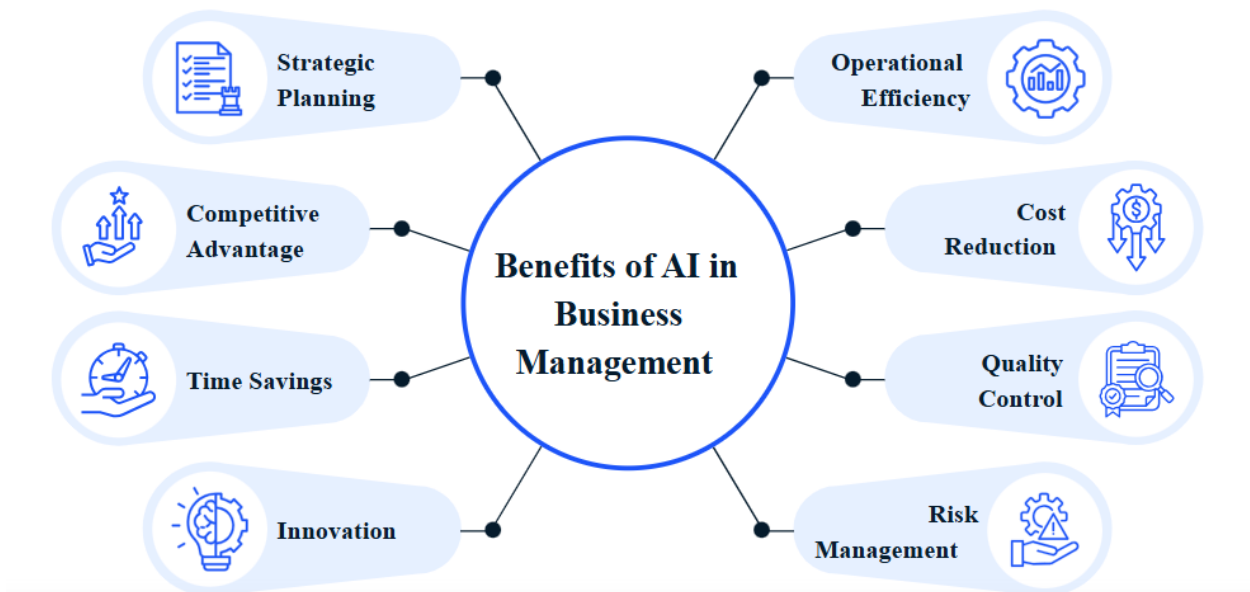 Strategic
Planning
Competitive
Advantage
Time Savings
Innovation
Benefits of AI in
Business
Management
Operational
Efficiency
Cost
Reduction
$
Quality
Control
Risk
Management